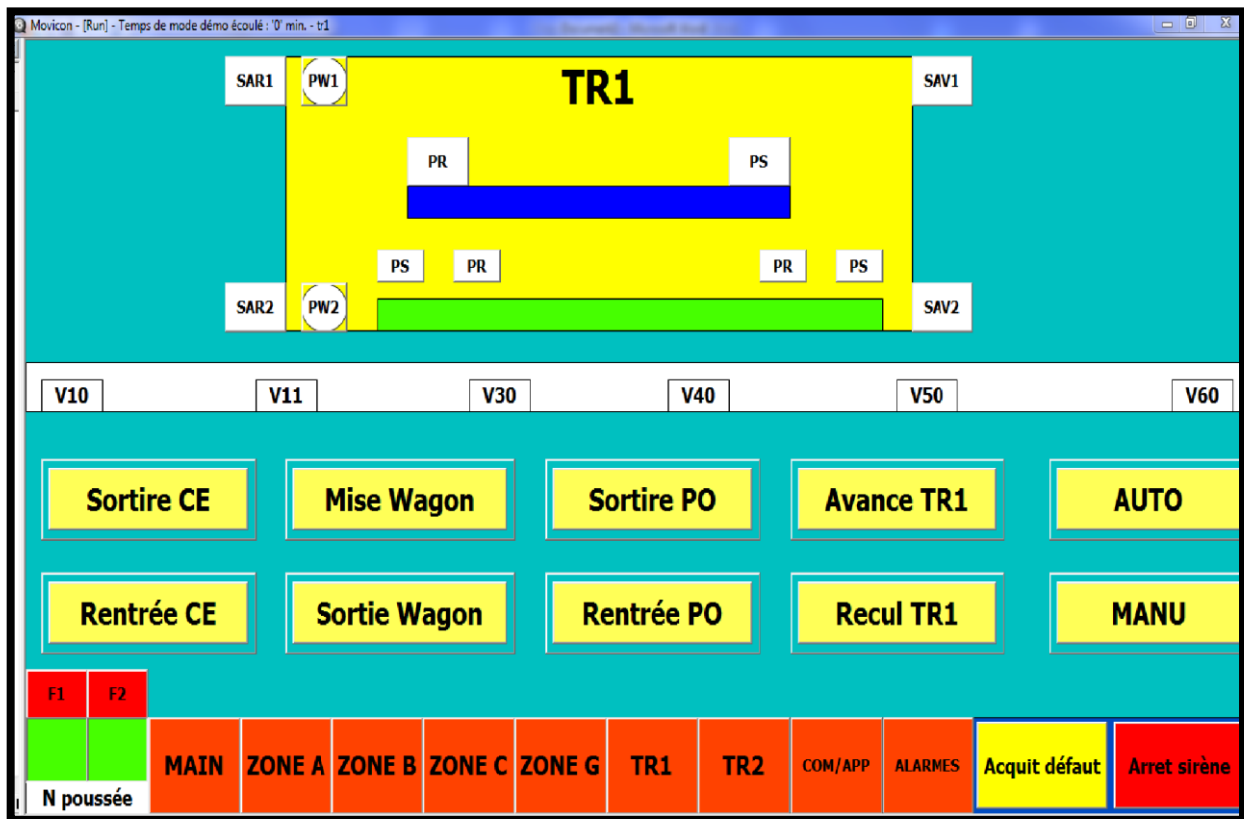 Movicon - [Run] - Temps de mode démo écoulé : '0' min. - tr1
SAR1 PW1 TR1 SAV1
PR PS
PS PR PR PS
SAR2 PW2 SAV2
V10 V11 V30 V40 V50 V60
Sortire CE Mise Wagon Sortire PO Avance TR1 AUTO
Rentrée CE Sortie Wagon Rentrée PO Recul TR1 MANU
F1 F2
MAIN ZONE A ZONE B ZONE C ZONE G TR1 TR2 COM/APP ALARMES Acquit défaut Arret sirène
N poussée